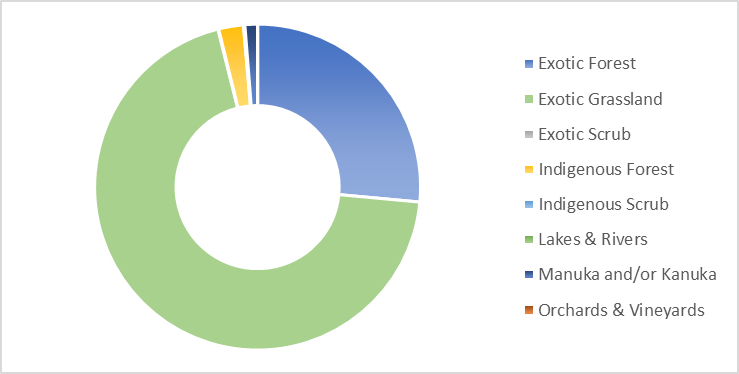 Exotic Forest
Exotic Grassland
Exotic Scrub
Indigenous Forest
Indigenous Scrub
Lakes & Rivers
Manuka and/or Kanuka
Orchards & Vineyards